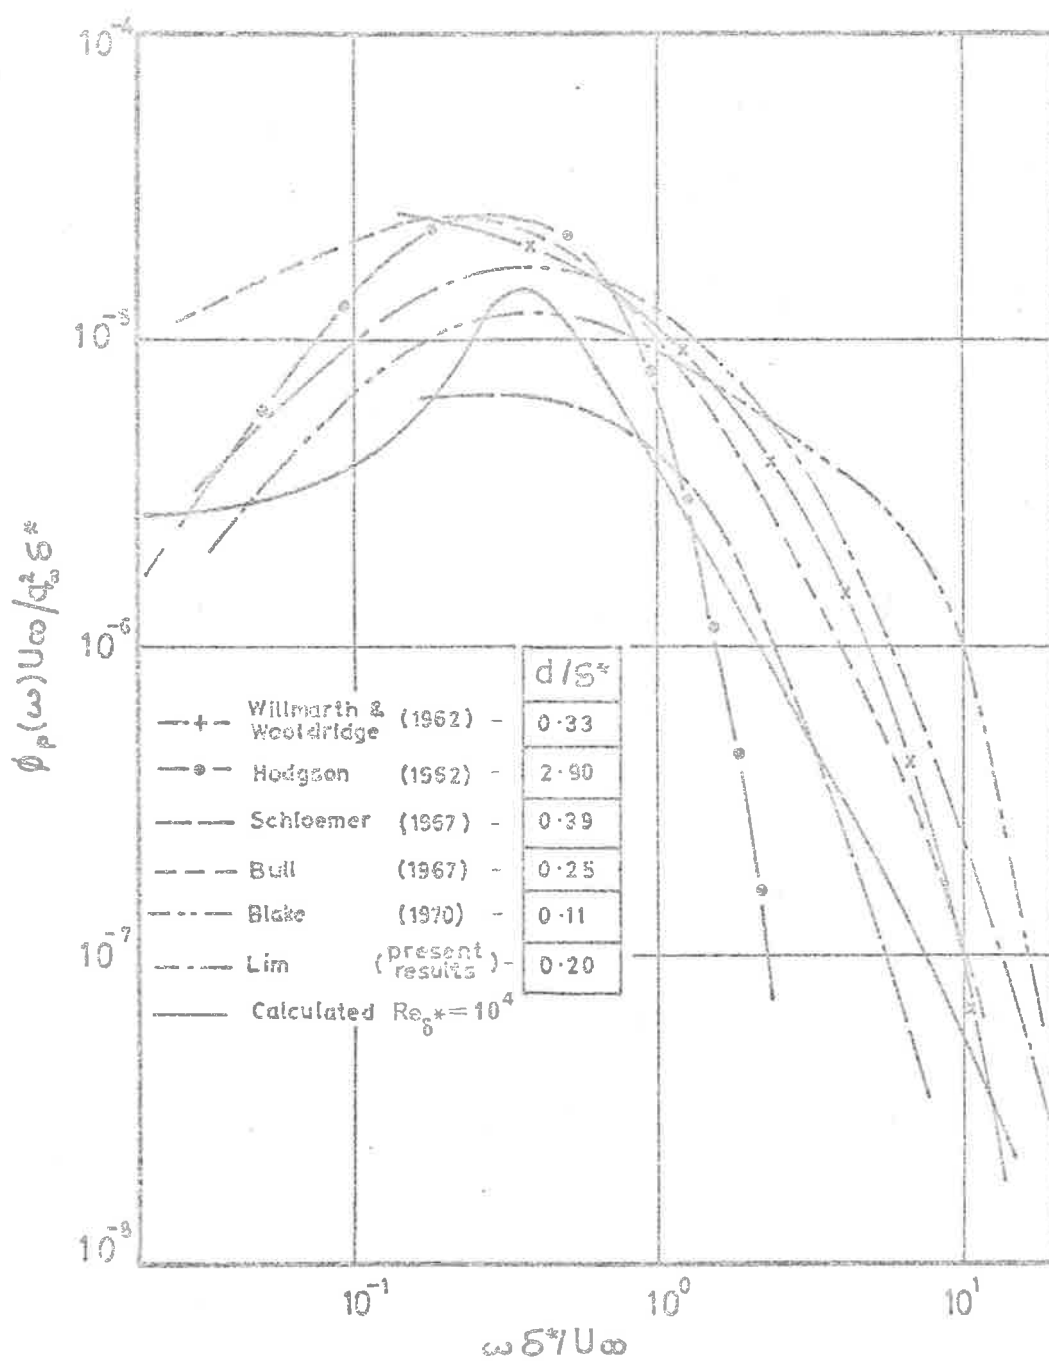 10⁻⁴
10⁻⁵
10⁻⁶
10⁻⁷
10⁻⁸
ϕp(ω)U∞/q²∞δ*
d/δ*
Willmarth & Wooldridge (1962) - 0·33
Hodgson (1962) - 2·90
Schloemer (1967) - 0·39
Bull (1967) - 0·25
Blake (1970) - 0·11
Lim (present results) - 0·20
Calculated Reδ* = 10⁴
10⁻¹ 10⁰ 10¹
ωδ*/U∞